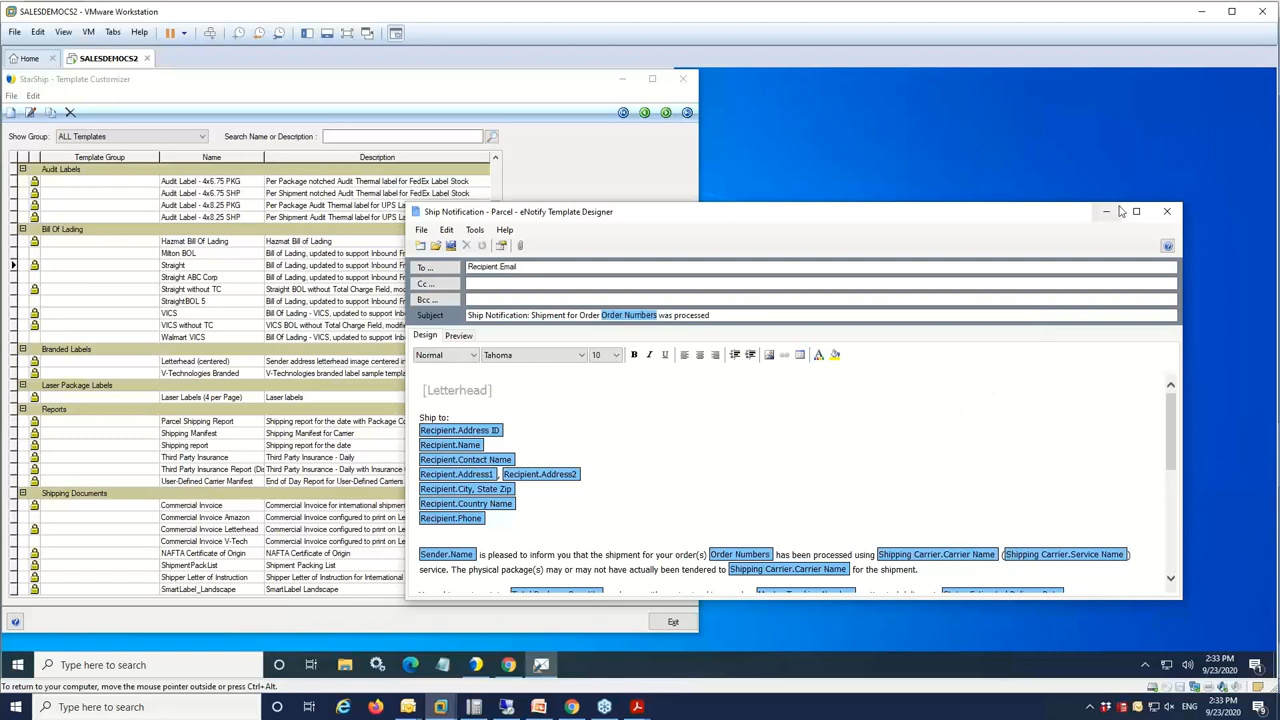 SALESDEMOCS2 - VMware Workstation
File Edit View VM Tabs Help
Home SALESDEMOCS2
StarShip - Template Customizer
File Edit
Show Group: ALL Templates Search Name or Description :
Template Group Name Description
Audit Labels
Audit Label - 4x6.75 PKG Per Package notched Audit Thermal label for FedEx Label Stock
Audit Label - 4x6.75 SHP Per Shipment notched Audit Thermal label for FedEx Label Stock
Audit Label - 4x8.25 PKG Per Package notched Audit Thermal label for UPS L
Audit Label - 4x8.25 SHP Per Shipment notched Audit Thermal label for UPS L
Bill Of Lading
Hazmat Bill Of Lading Hazmat Bill of Lading
Milton BOL Bill of Lading, updated to support Inbound Fr
Straight Bill of Lading, updated to support Inbound F
Straight ABC Corp Bill of Lading, updated to support Inbound Fr
Straight without TC Straight without Total Charge Field, modi
StraightBOL 5 Bill of Lading, updated to support Inbound Fr
VICS Bill of Lading - VICS, updated to support Inl
VICS without TC VICS BOL without Total Charge Field, modif
Walmart VICS Bill of Lading - VICS, updated to support Inl
Branded Labels
Letterhead (centered) Sender address letterhead image centered in
V-Technologies Branded V-Technologies branded label sample templat
Laser Package Labels
Laser Labels (4 per Page) Laser labels
Reports
Parcel Shipping Report Shipping report for the date with Package Co
Shipping Manifest Shipping Manifest for Carrier
Shipping report Shipping report for the date
Third Party Insurance Third Party Insurance - Daily
Third Party Insurance Report (Dis Third Party Insurance - Daily with Insurance C
User-Defined Carrier Manifest End of Day Report for User-Defined Carriers
Shipping Documents
Commercial Invoice Commercial Invoice for international shipmen
Commercial Invoice Amazon Commercial Invoice configured to print on Le
Commercial Invoice Letterhead Commercial Invoice configured to print on Le
Commercial Invoice V-Tech Commercial Invoice configured to print on Le
NAFTA Certificate of Origin NAFTA Certificate of Origin
ShipmentPackList Shipment Packing List
Shipper Letter of Instruction Shipper Letter of Instruction for International
SmartLabel_Landscape SmartLabel Landscape
Exit
Ship Notification - Parcel - eNotify Template Designer
File Edit Tools Help
To ... Recipient.Email
Cc ...
Bcc ...
Subject Ship Notification: Shipment for Order Order Numbers was processed
Design Preview
Normal Tahoma 10 B I U
[Letterhead]
Ship to:
Recipient.Address ID
Recipient.Name
Recipient.Contact Name
Recipient.Address1 , Recipient.Address2
Recipient.City, State Zip
Recipient.Country Name
Recipient.Phone
Sender.Name is pleased to inform you that the shipment for your order(s) Order Numbers has been processed using Shipping Carrier.Carrier Name ( Shipping Carrier.Service Name )
service. The physical package(s) may or may not have actually been tendered to Shipping Carrier.Carrier Name for the shipment.
Type here to search
2:33 PM
9/23/2020
To return to your computer, move the mouse pointer outside or press Ctrl+Alt.
Type here to search
ENG
2:33 PM
9/23/2020